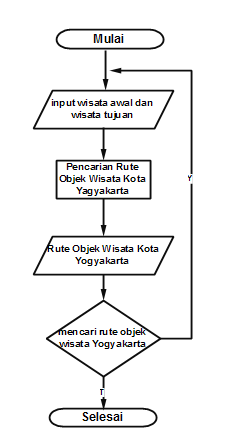 Mulai
input wisata awal dan
wisata tujuan
Pencarian Rute
Objek Wisata Kota
Yagyakarta
Rute Objek Wisata Kota
Yogyakarta
mencari rute objek
wisata Yogyakarta
Y
T
Selesai